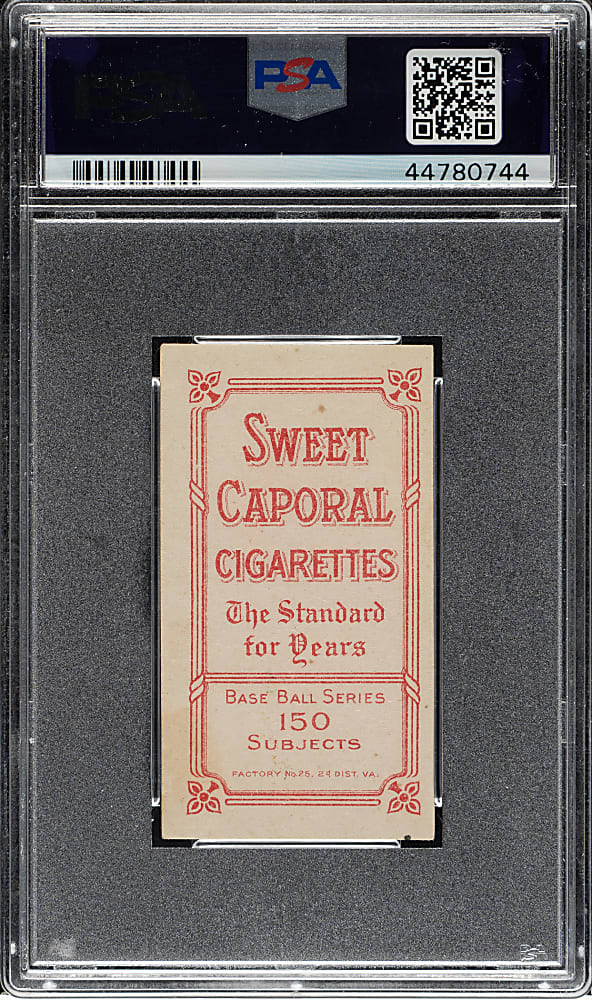 PSA
44780744
SWEET
CAPORAL
CIGARETTES
The Standard
for Years
BASE BALL SERIES
150
SUBJECTS
FACTORY No. 25, 2d DIST. VA.
PSA